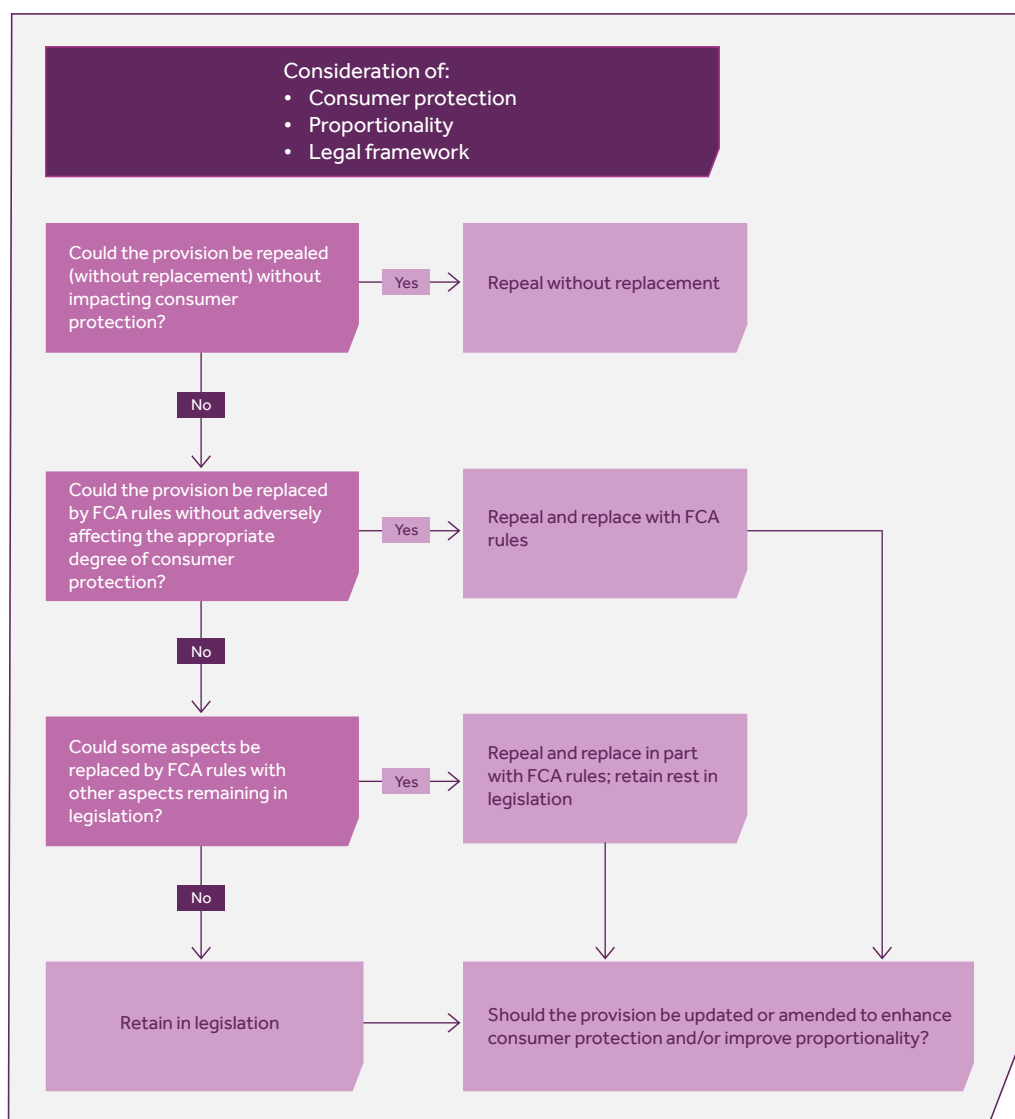 Consideration of:
• Consumer protection
• Proportionality
• Legal framework
Could the provision be repealed
(without replacement) without
impacting consumer
protection?
Yes
Repeal without replacement
No
Could the provision be replaced
by FCA rules without adversely
affecting the appropriate
degree of consumer
protection?
Yes
Repeal and replace with FCA
rules
No
Could some aspects be
replaced by FCA rules with
other aspects remaining in
legislation?
Yes
Repeal and replace in part
with FCA rules; retain rest in
legislation
No
Retain in legislation
Should the provision be updated or amended to enhance
consumer protection and/or improve proportionality?